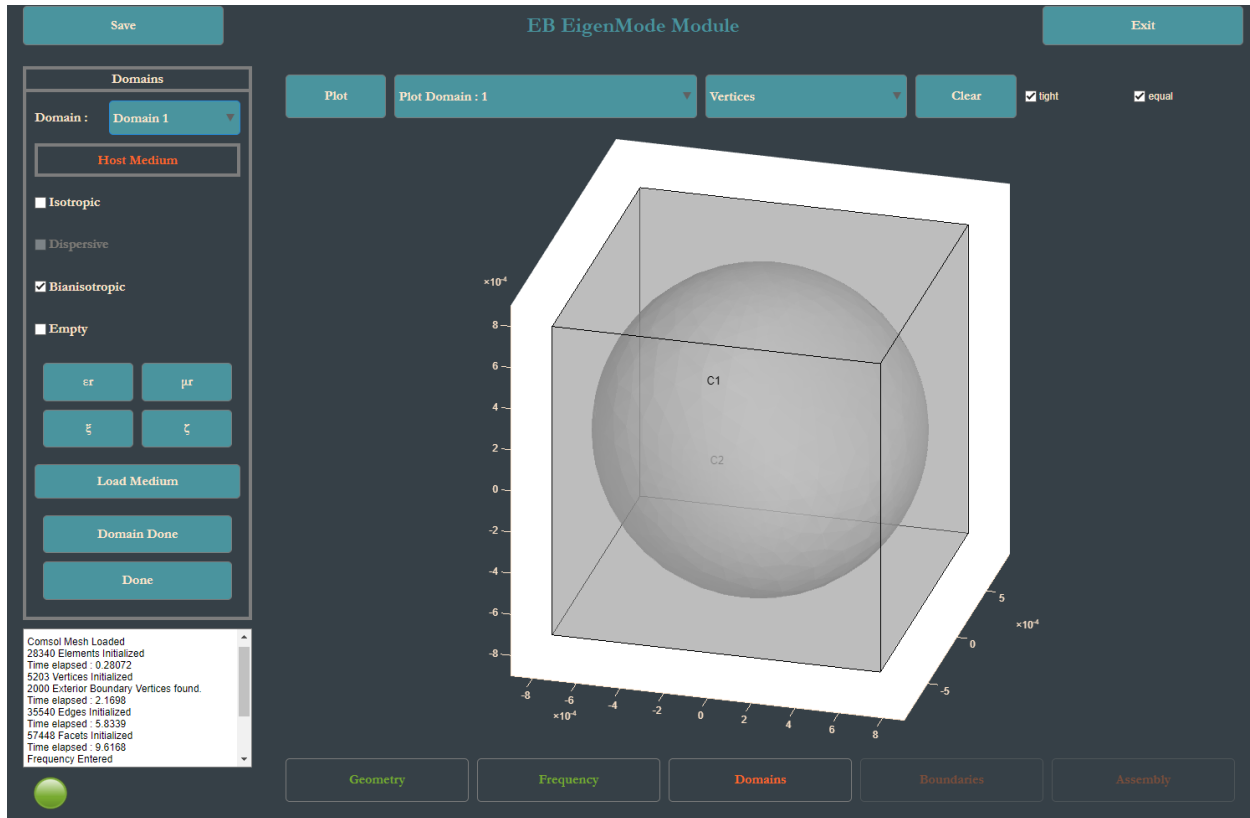 Save
EB EigenMode Module
Exit
Domains
Domain :
Domain 1
Host Medium
Isotropic
Dispersive
Bianisotropic
Empty
εr
μr
ξ
ζ
Load Medium
Domain Done
Done
Comsol Mesh Loaded
28340 Elements Initialized
Time elapsed : 0.28072
5203 Vertices Initialized
2000 Exterior Boundary Vertices found.
Time elapsed : 2.1698
35540 Edges Initialized
Time elapsed : 5.8339
57448 Facets Initialized
Time elapsed : 9.6168
Frequency Entered
Plot
Plot Domain : 1
Vertices
Clear
tight
equal
×10-4
8
6
4
2
0
-2
-4
-6
-8
C1
C2
-8
-6
-4
-2
0
2
4
6
8
×10-4
5
0
-5
×10-4
Geometry
Frequency
Domains
Boundaries
Assembly